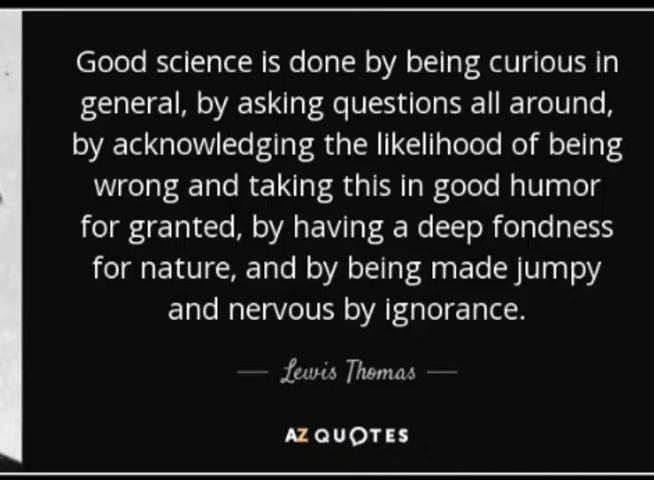 Good science is done by being curious in
general, by asking questions all around,
by acknowledging the likelihood of being
wrong and taking this in good humor
for granted, by having a deep fondness
for nature, and by being made jumpy
and nervous by ignorance.
Lewis Thomas
AZ QUOTES